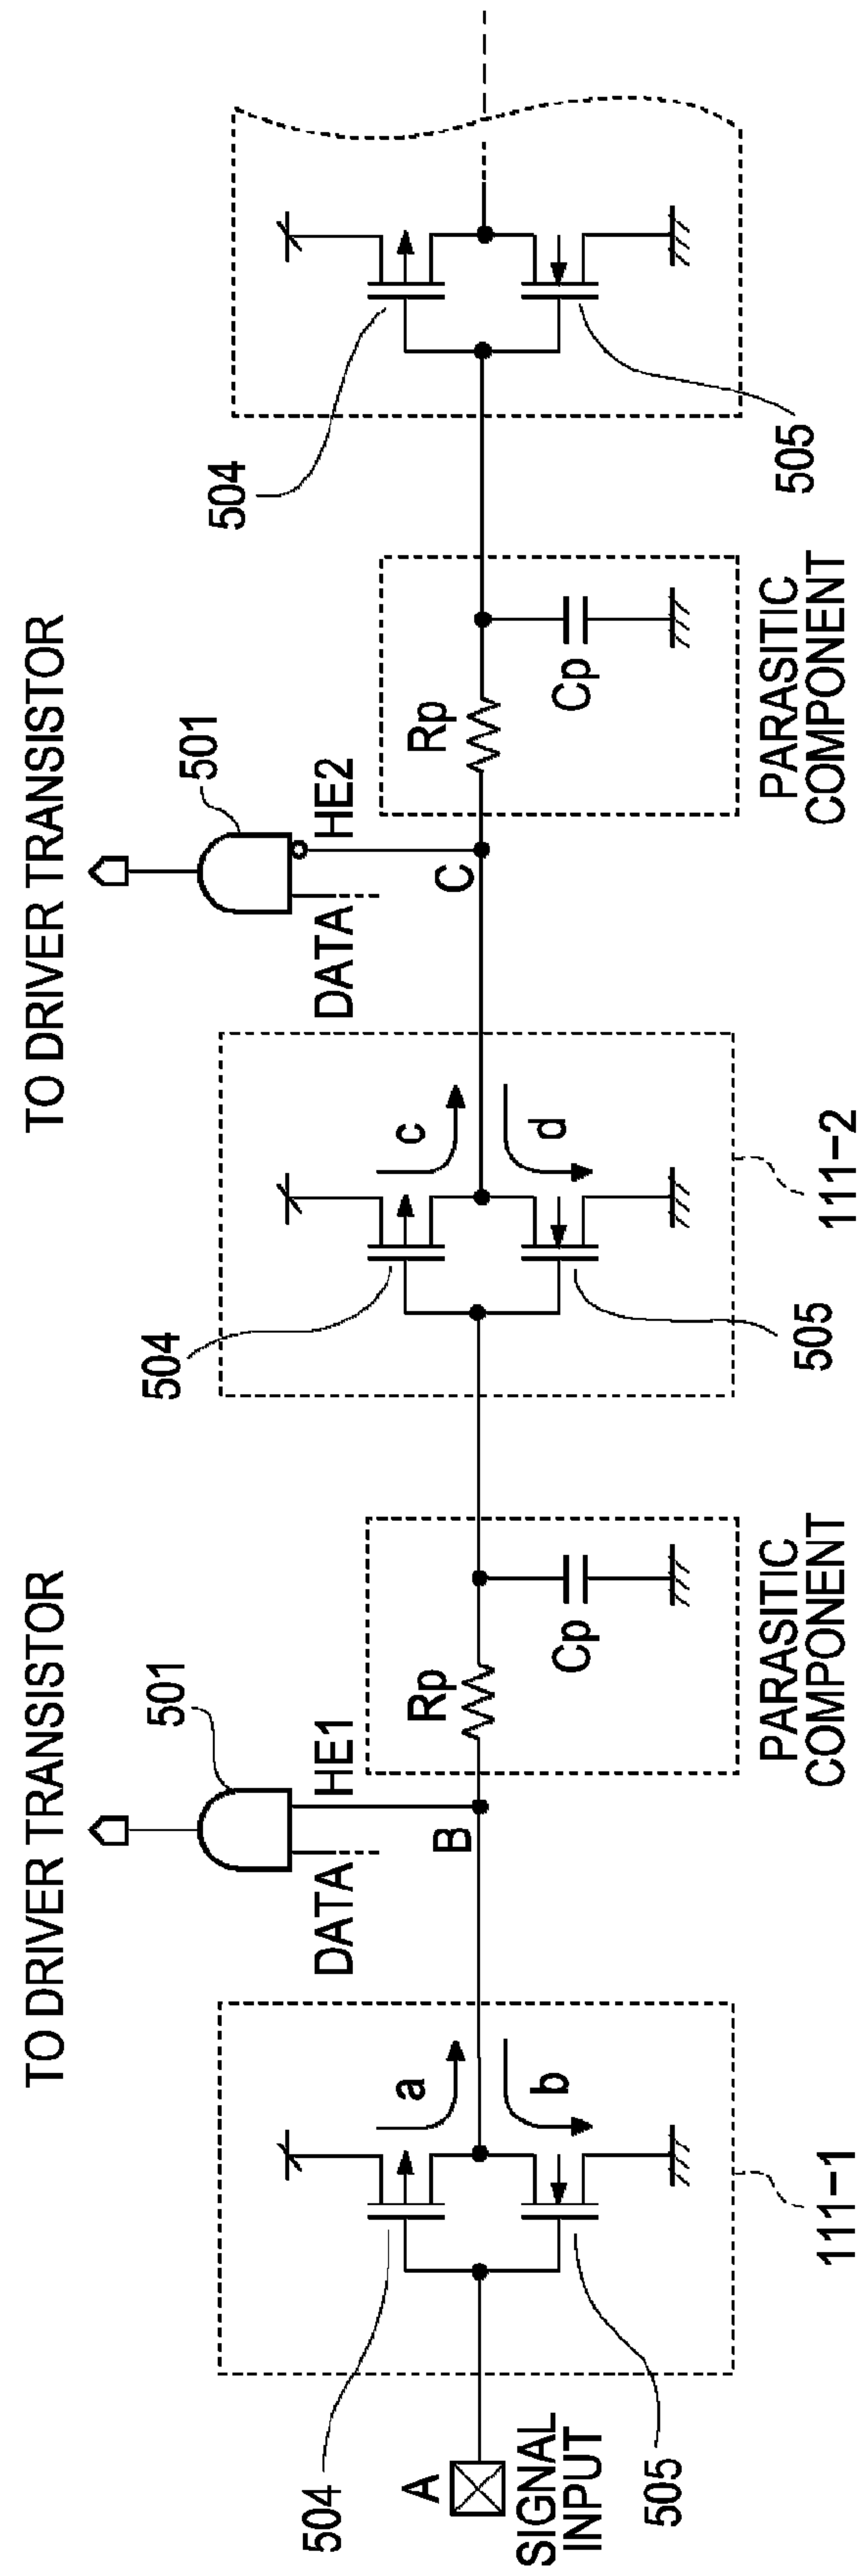 TO DRIVER TRANSISTOR
TO DRIVER TRANSISTOR
501
501
DATA
HE1
DATA
HE2
504
504
504
A
SIGNAL
INPUT
a
b
B
Rp
Cp
c
d
C
Rp
Cp
505
505
505
111-1
PARASITIC
COMPONENT
111-2
PARASITIC
COMPONENT